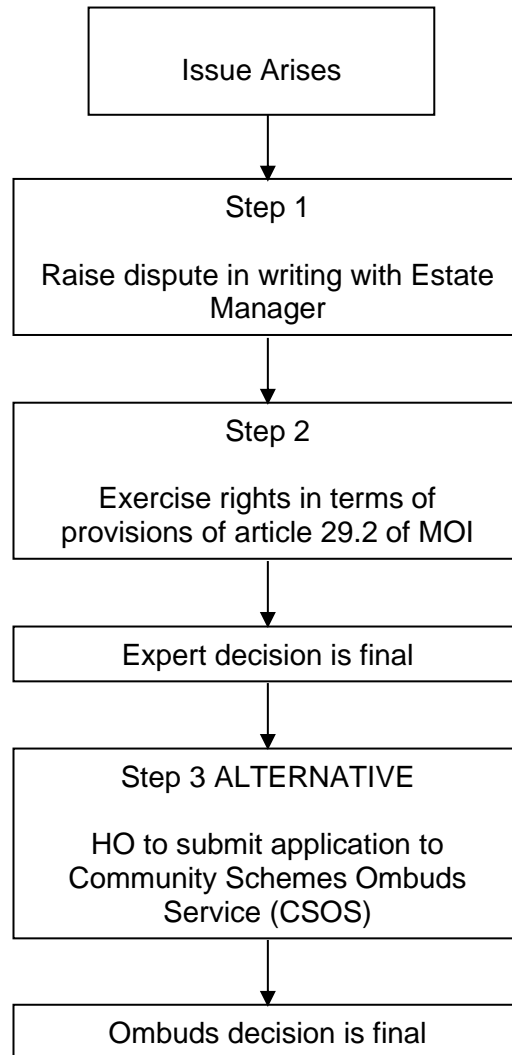 Issue Arises
Step 1
Raise dispute in writing with Estate
Manager
Step 2
Exercise rights in terms of
provisions of article 29.2 of MOI
Expert decision is final
Step 3 ALTERNATIVE
HO to submit application to
Community Schemes Ombuds
Service (CSOS)
Ombuds decision is final